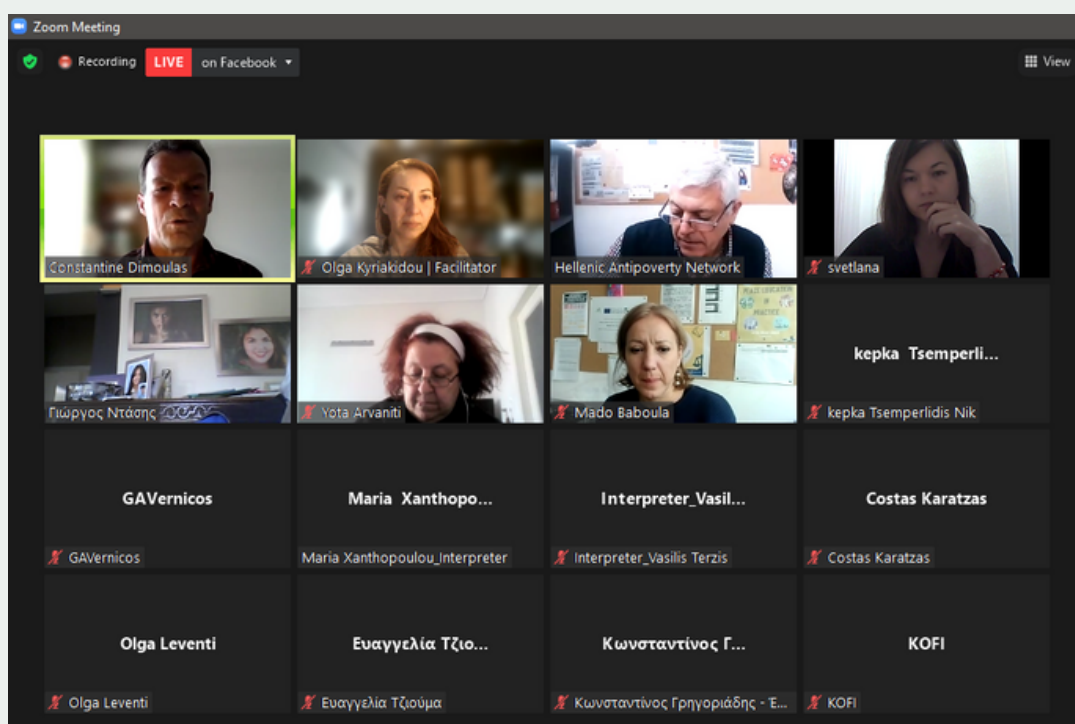 Zoom Meeting
Recording LIVE on Facebook View
Constantine Dimoulas
Olga Kyriakidou | Facilitator
Hellenic Antipoverty Network
svetlana
Γιώργος Ντάσης
Yota Arvaniti
Mado Baboula
kepka Tsemperli...
kepka Tsemperlidis Nik
GAVernicos
GAVernicos
Maria Xanthopo...
Maria Xanthopoulou_Interpreter
Interpreter_Vasil...
Interpreter_Vasilis Terzis
Costas Karatzas
Costas Karatzas
Olga Leventi
Olga Leventi
Ευαγγελία Τζιο...
Ευαγγελία Τζιούμα
Κωνσταντίνος Γ...
Κωνσταντίνος Γρηγοριάδης - Έ...
KOFI
KOFI